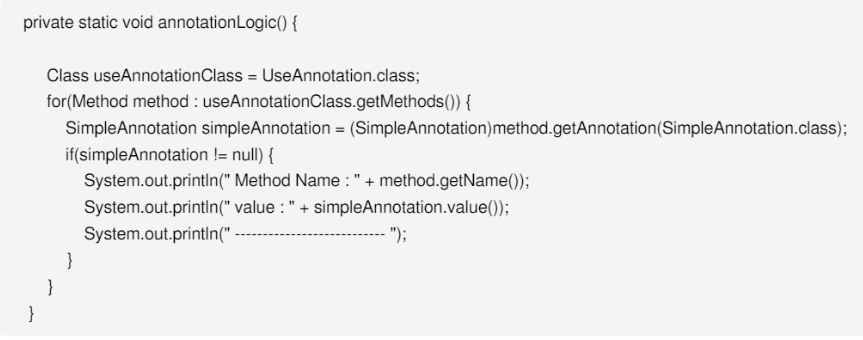 private static void annotationLogic() {
Class useAnnotationClass = UseAnnotation.class;
for(Method method : useAnnotationClass.getMethods()) {
SimpleAnnotation simpleAnnotation = (SimpleAnnotation)method.getAnnotation(SimpleAnnotation.class);
if(simpleAnnotation != null) {
System.out.println(" Method Name : " + method.getName());
System.out.println(" value : " + simpleAnnotation.value());
System.out.println(" --------------------------- ");
}
}
}